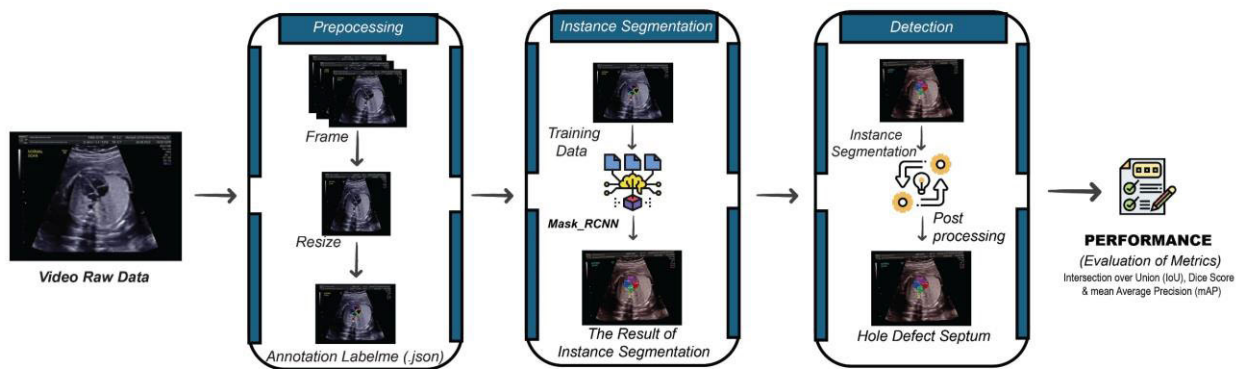 Prepocessing
Instance Segmentation
Detection
Video Raw Data
Frame
Resize
Annotation Labelme (.json)
Training
Data
Mask_RCNN
The Result of
Instance Segmentation
Instance
Segmentation
Post
processing
Hole Defect Septum
PERFORMANCE
(Evaluation of Metrics)
Intersection over Union (IoU), Dice Score
& mean Average Precision (mAP)